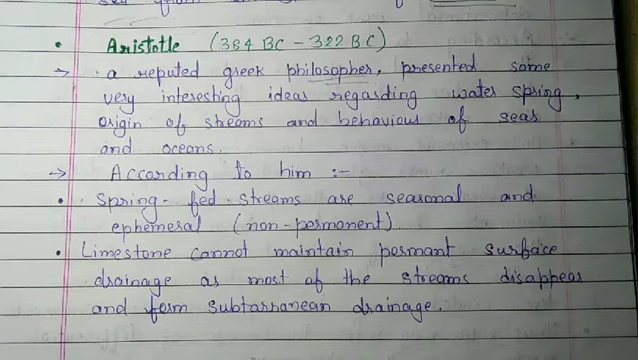 • Aristotle (384 BC - 322 BC)
→ a reputed greek philosopher, presented some
very interesting ideas regarding water spring,
origin of streams and behaviour of seas
and oceans.
→ According to him :-
• Spring-fed streams are seasonal and
ephemeral (non-permanent)
• Limestone cannot maintain permant surface
drainage as most of the streams disappear
and form subtarranean drainage.